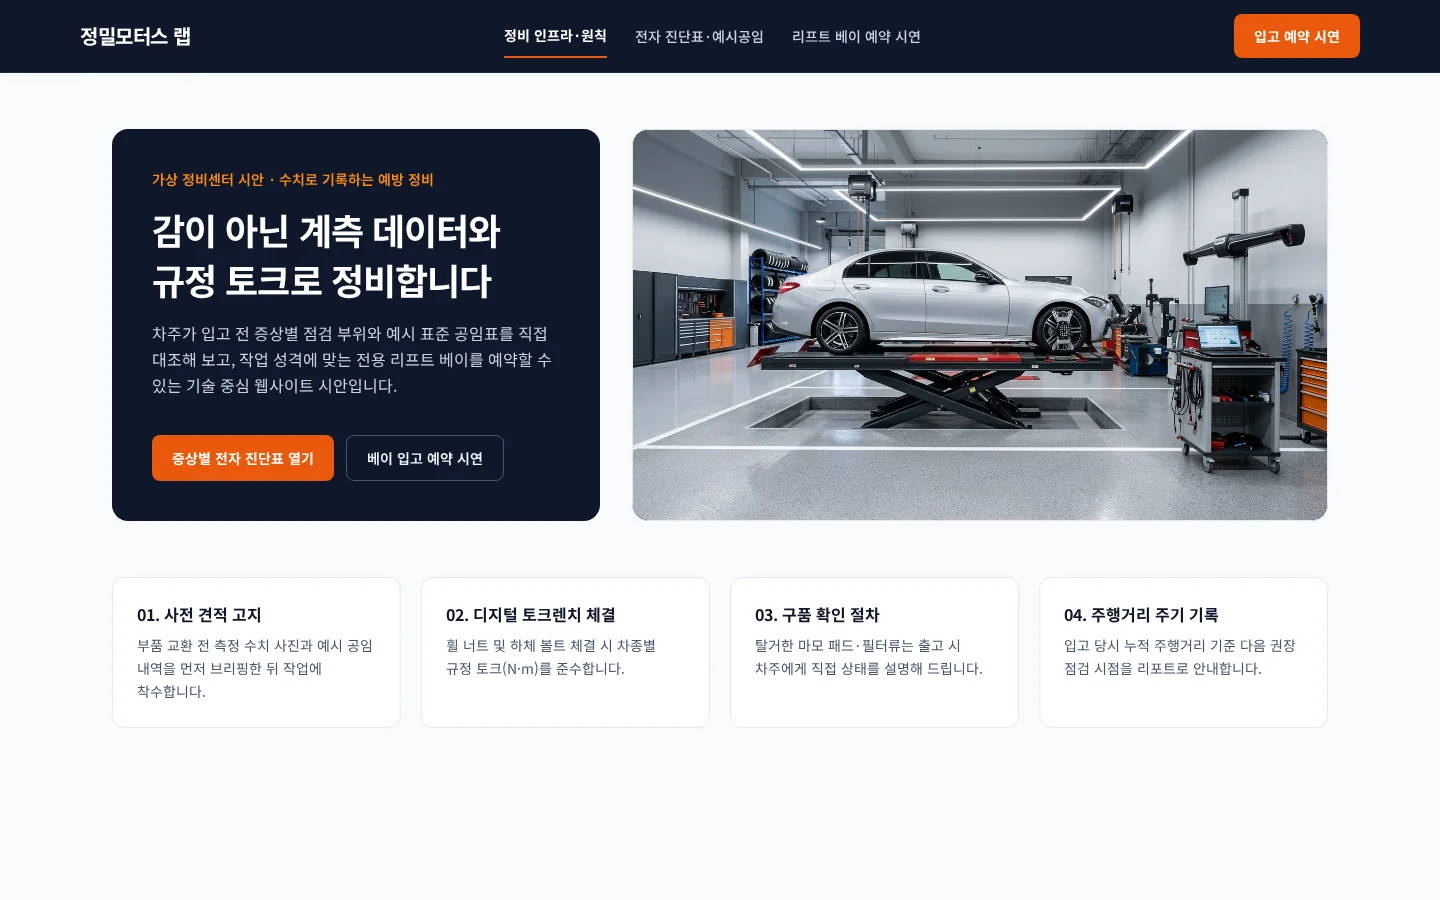 정밀모터스 랩
정비 인프라·원칙
전자 진단표·예시공임
리프트 베이 예약 시연
입고 예약 시연
가상 정비센터 시안 · 수치로 기록하는 예방 정비
감이 아닌 계측 데이터와
규정 토크로 정비합니다
차주가 입고 전 증상별 점검 부위와 예시 표준 공임표를 직접
대조해 보고, 작업 성격에 맞는 전용 리프트 베이를 예약할 수
있는 기술 중심 웹사이트 시안입니다.
증상별 전자 진단표 열기
베이 입고 예약 시연
01. 사전 견적 고지
부품 교환 전 측정 수치 사진과 예시 공임
내역을 먼저 브리핑한 뒤 작업에
착수합니다.
02. 디지털 토크렌치 체결
휠 너트 및 하체 볼트 체결 시 차종별
규정 토크(N·m)를 준수합니다.
03. 구품 확인 절차
탈거한 마모 패드·필터류는 출고 시
차주에게 직접 상태를 설명해 드립니다.
04. 주행거리 주기 기록
입고 당시 누적 주행거리 기준 다음 권장
점검 시점을 리포트로 안내합니다.